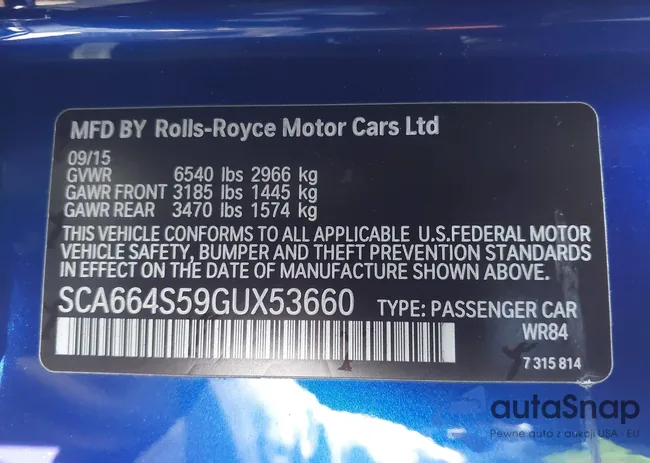 MFD BY Rolls-Royce Motor Cars Ltd
09/15
GVWR 6540 lbs 2966 kg
GAWR FRONT 3185 lbs 1445 kg
GAWR REAR 3470 lbs 1574 kg
THIS VEHICLE CONFORMS TO ALL APPLICABLE U.S.FEDERAL MOTOR
VEHICLE SAFETY, BUMPER AND THEFT PREVENTION STANDARDS
IN EFFECT ON THE DATE OF MANUFACTURE SHOWN ABOVE.
SCA664S59GUX53660 TYPE: PASSENGER CAR
WR84
7 315 814
autaSnap
Pewne auto z aukcji USA - EU